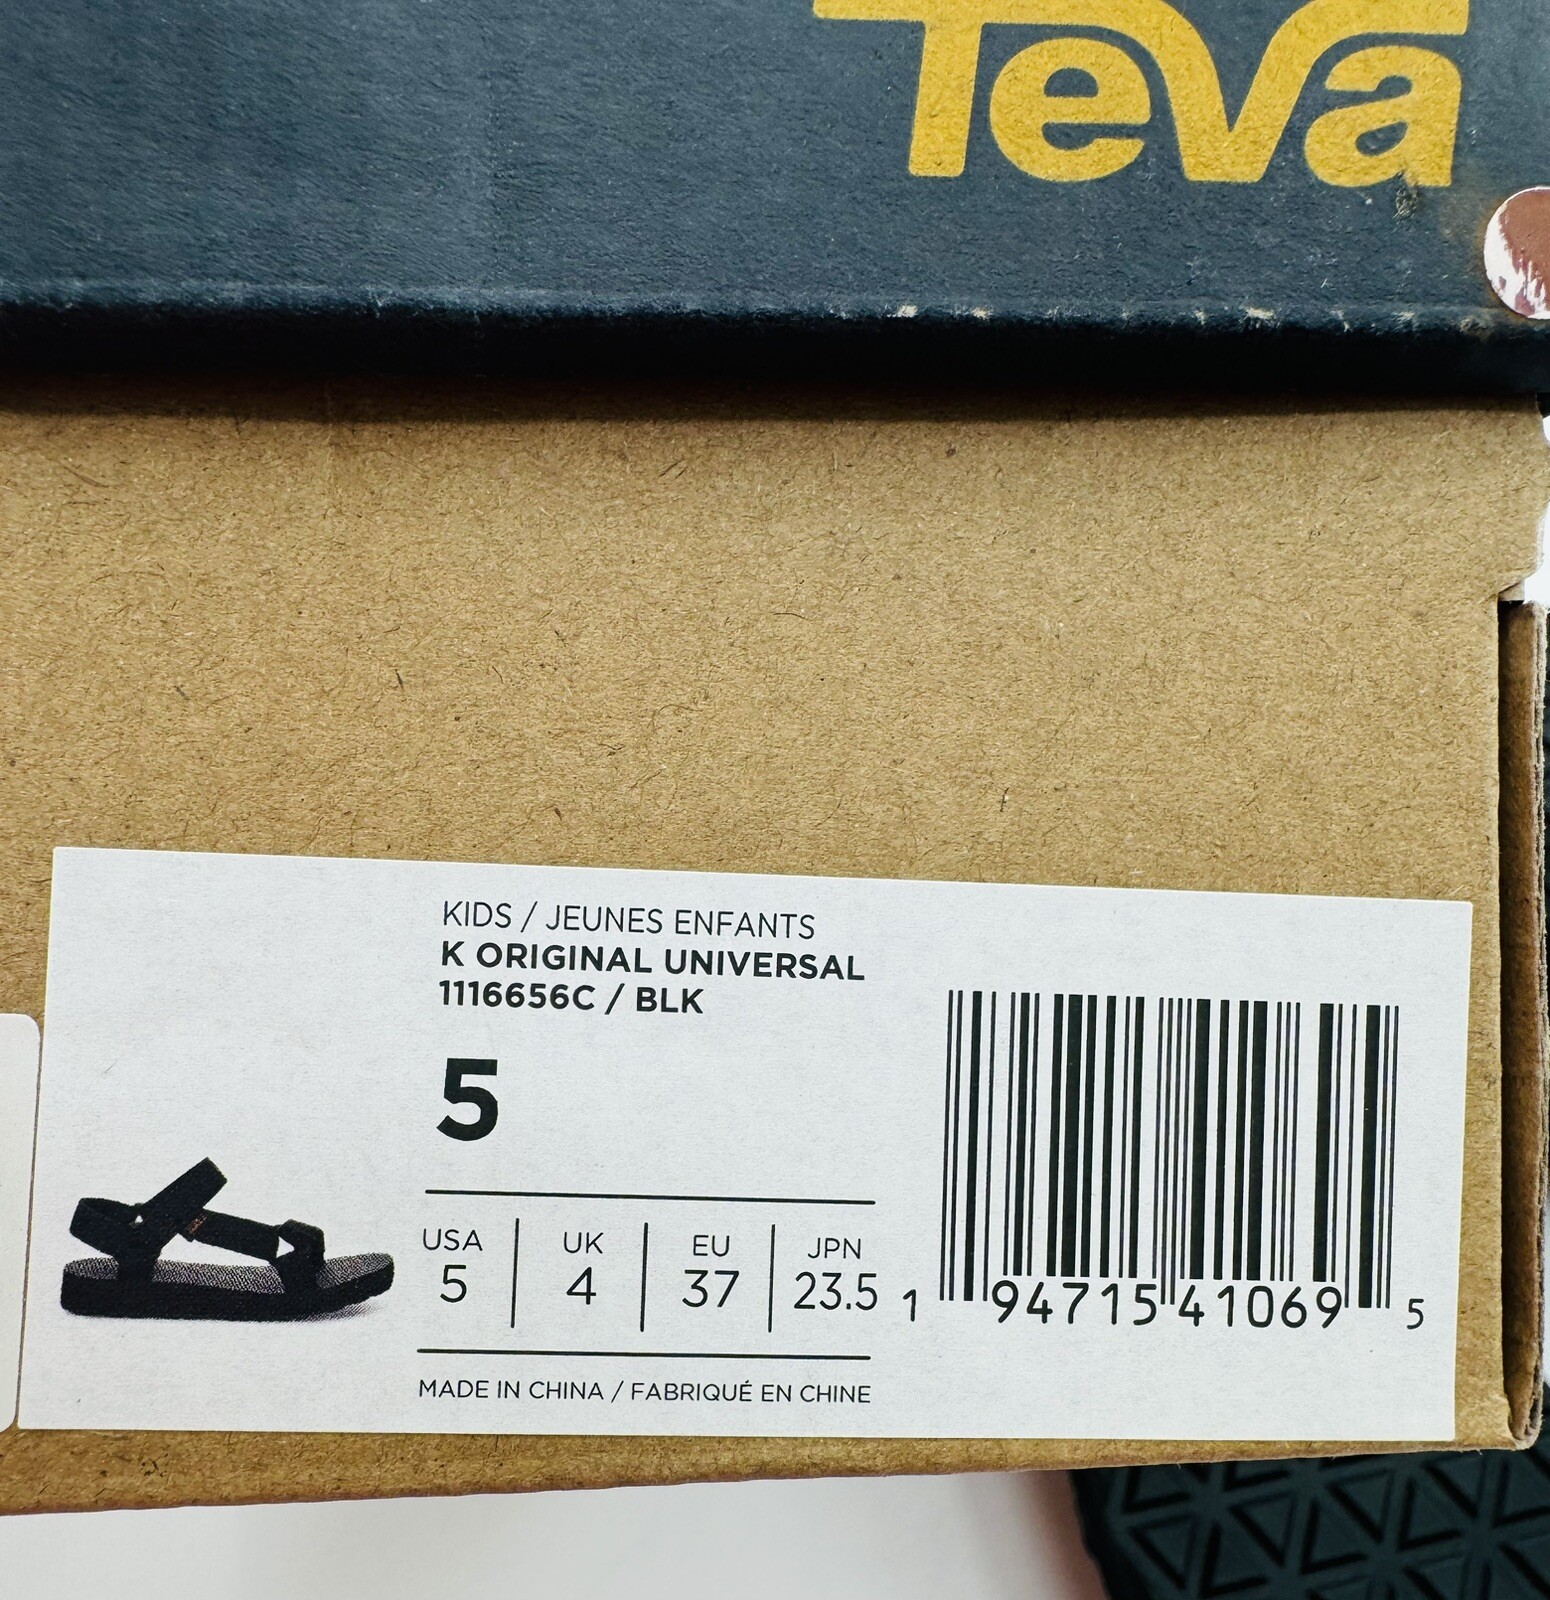 Teva
KIDS / JEUNES ENFANTS
K ORIGINAL UNIVERSAL
1116656C / BLK
5
USA UK EU JPN
5 4 37 23.5
MADE IN CHINA / FABRIQUÉ EN CHINE
1 94715 41069 5